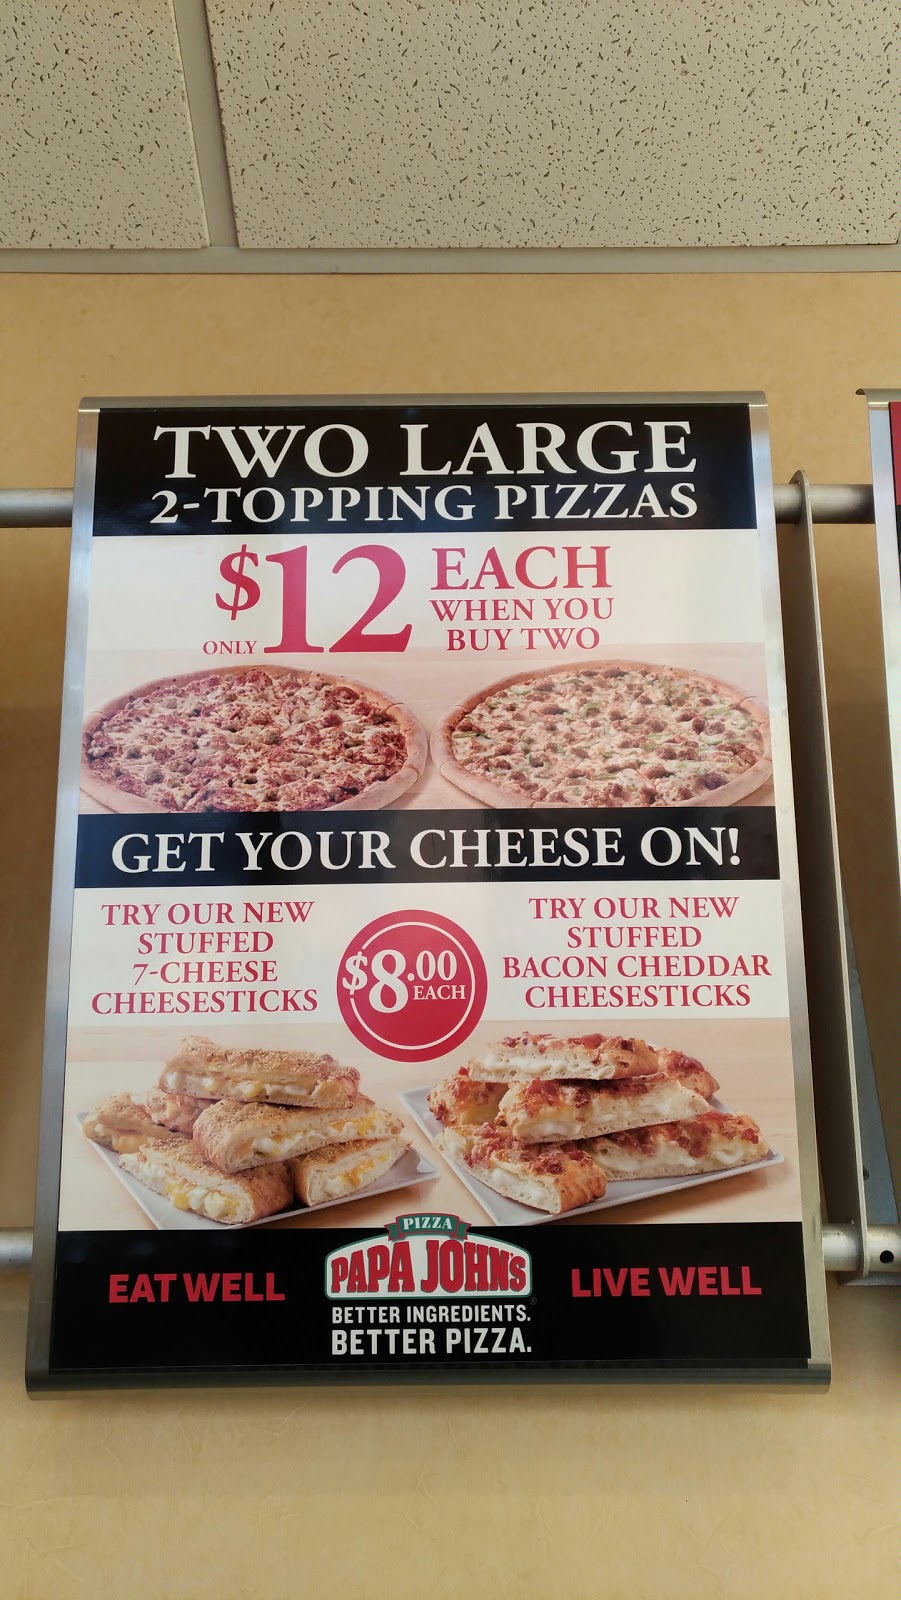 TWO LARGE
2-TOPPING PIZZAS
ONLY $12 EACH
WHEN YOU
BUY TWO
GET YOUR CHEESE ON!
TRY OUR NEW
STUFFED
7-CHEESE
CHEESESTICKS
$8.00
EACH
TRY OUR NEW
STUFFED
BACON CHEDDAR
CHEESESTICKS
PIZZA
PAPA JOHN'S
EAT WELL
LIVE WELL
BETTER INGREDIENTS.
BETTER PIZZA.